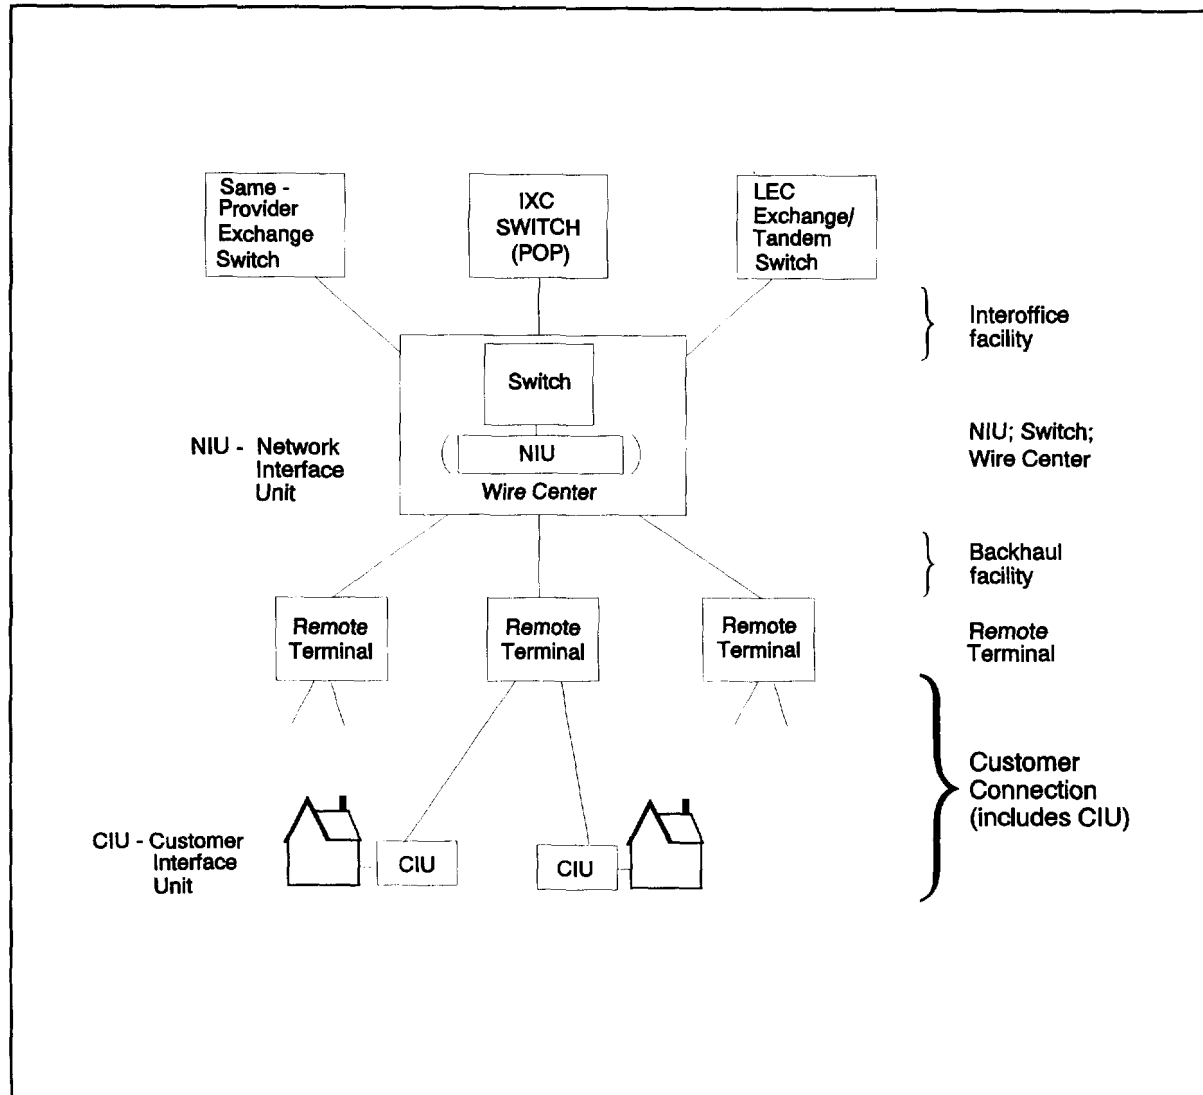 Same -
Provider
Exchange
Switch
IXC
SWITCH
(POP)
LEC
Exchange/
Tandem
Switch
Interoffice
facility
Switch
NIU
Wire Center
NIU - Network
Interface
Unit
NIU; Switch;
Wire Center
Backhaul
facility
Remote
Terminal
Remote
Terminal
Remote
Terminal
Remote
Terminal
Customer
Connection
(includes CIU)
CIU - Customer
Interface
Unit
CIU
CIU